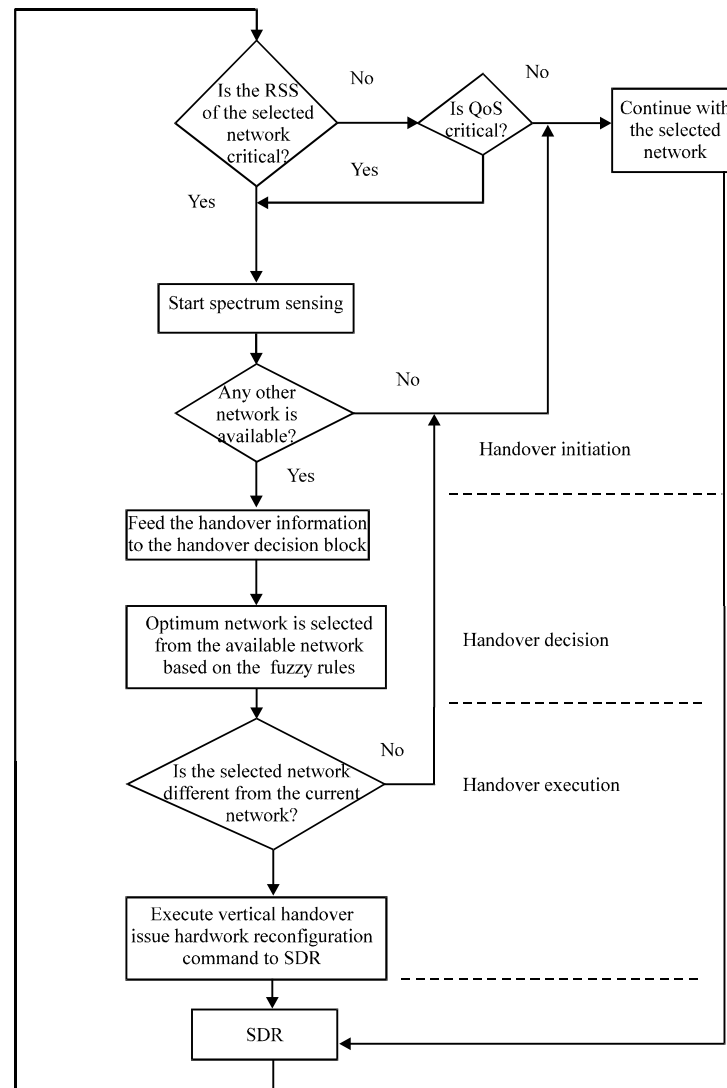 Is the RSS
of the selected
network
critical?
No
Is QoS
critical?
No
Continue with
the selected
network
Yes
Yes
Start spectrum sensing
Any other
network is
available?
No
Yes
Handover initiation
Feed the handover information
to the handover decision block
Optimum network is selected
from the available network
based on the fuzzy rules
Handover decision
No
Is the selected network
different from the current
network?
Handover execution
Execute vertical handover
issue hardwork reconfiguration
command to SDR
SDR